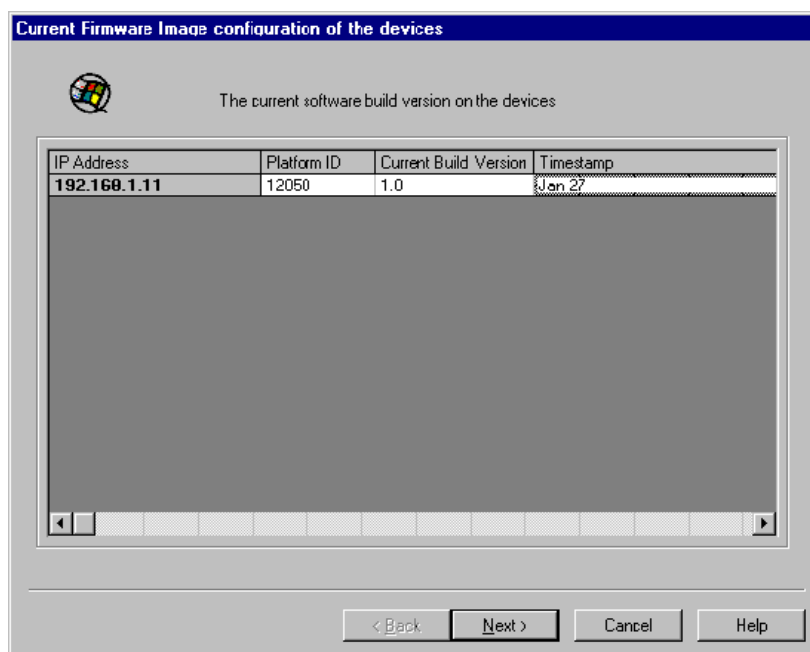 Current Firmware Image configuration of the devices
The current software build version on the devices
IP Address Platform ID Current Build Version Timestamp
192.168.1.11 12050 1.0 Jan 27
< Back Next > Cancel Help